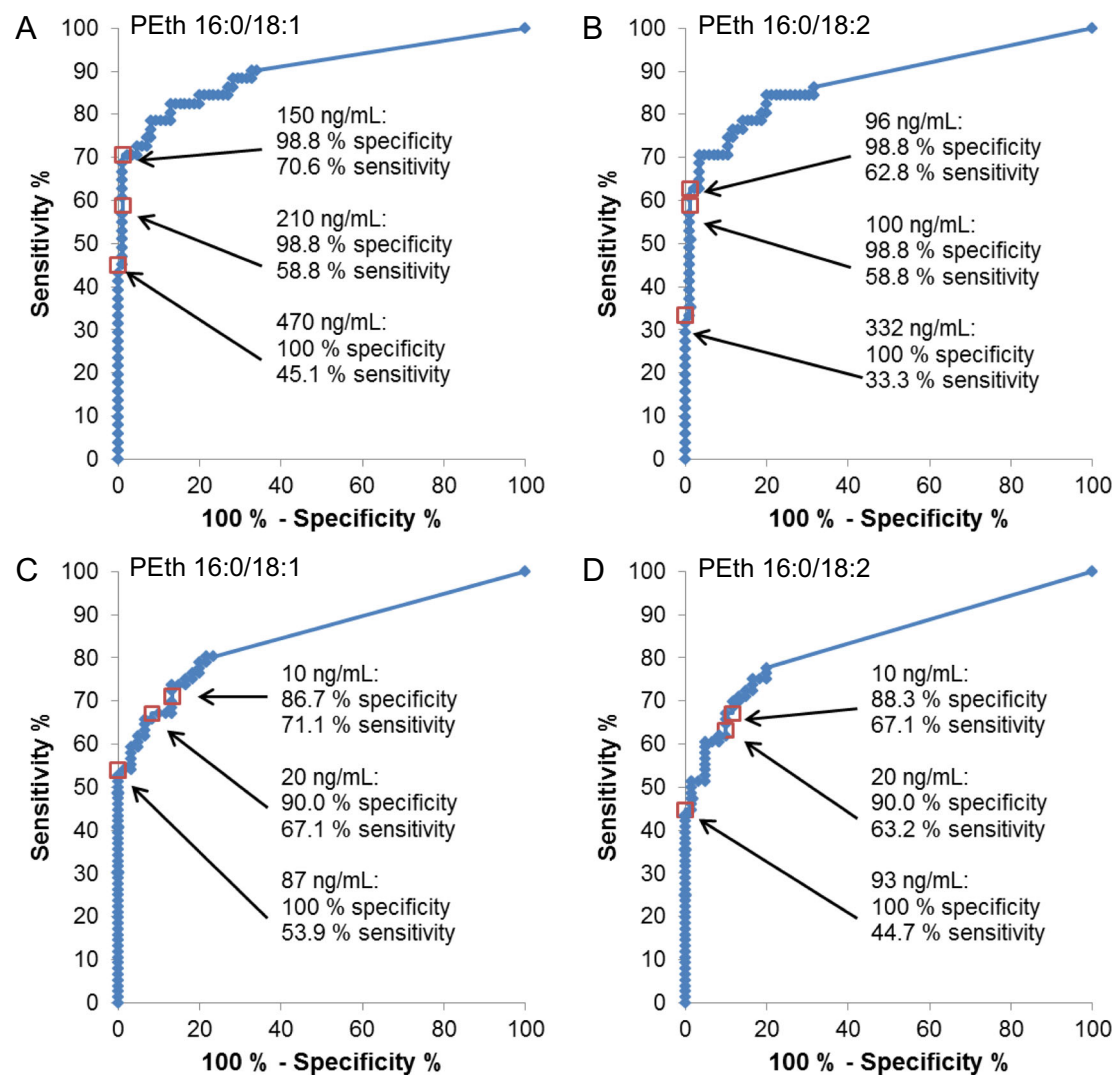 A
PEth 16:0/18:1
100
90
80
70
60
50
40
30
20
10
0
Sensitivity %
150 ng/mL:
98.8 % specificity
70.6 % sensitivity
210 ng/mL:
98.8 % specificity
58.8 % sensitivity
470 ng/mL:
100 % specificity
45.1 % sensitivity
0 20 40 60 80 100
100 % - Specificity %
B
PEth 16:0/18:2
100
90
80
70
60
50
40
30
20
10
0
Sensitivity %
96 ng/mL:
98.8 % specificity
62.8 % sensitivity
100 ng/mL:
98.8 % specificity
58.8 % sensitivity
332 ng/mL:
100 % specificity
33.3 % sensitivity
0 20 40 60 80 100
100 % - Specificity %
C
PEth 16:0/18:1
100
90
80
70
60
50
40
30
20
10
0
Sensitivity %
10 ng/mL:
86.7 % specificity
71.1 % sensitivity
20 ng/mL:
90.0 % specificity
67.1 % sensitivity
87 ng/mL:
100 % specificity
53.9 % sensitivity
0 20 40 60 80 100
100 % - Specificity %
D
PEth 16:0/18:2
100
90
80
70
60
50
40
30
20
10
0
Sensitivity %
10 ng/mL:
88.3 % specificity
67.1 % sensitivity
20 ng/mL:
90.0 % specificity
63.2 % sensitivity
93 ng/mL:
100 % specificity
44.7 % sensitivity
0 20 40 60 80 100
100 % - Specificity %